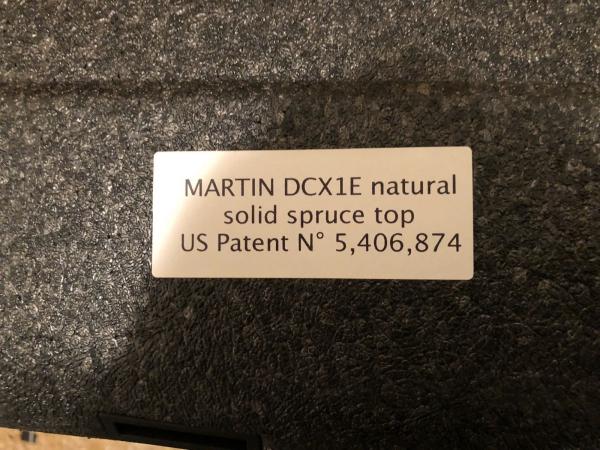 MARTIN DCX1E natural
solid spruce top
US Patent N° 5,406,874